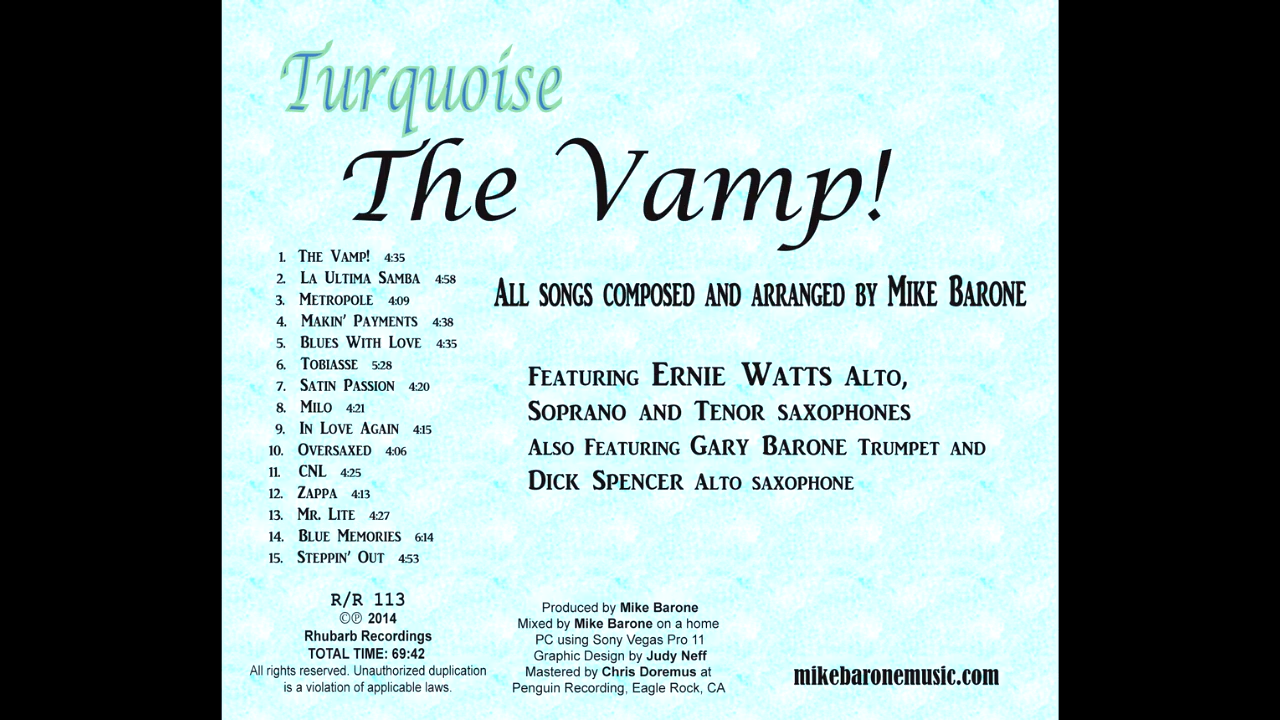 Turquoise
The Vamp!
1. The Vamp! 4:35
2. La Ultima Samba 4:58
3. Metropole 4:09
4. Makin' Payments 4:38
5. Blues With Love 4:35
6. Tobiasse 5:28
7. Satin Passion 4:20
8. Milo 4:21
9. In Love Again 4:15
10. Oversaxed 4:06
11. CNL 4:25
12. Zappa 4:13
13. Mr. Lite 4:27
14. Blue Memories 6:14
15. Steppin' Out 4:53
All songs composed and arranged by Mike Barone
Featuring ERNIE WATTS Alto,
Soprano and Tenor saxophones
Also Featuring GARY BARONE Trumpet and
DICK SPENCER Alto saxophone
R/R 113
©℗ 2014
Rhubarb Recordings
TOTAL TIME: 69:42
All rights reserved. Unauthorized duplication
is a violation of applicable laws.
Produced by Mike Barone
Mixed by Mike Barone on a home
PC using Sony Vegas Pro 11
Graphic Design by Judy Neff
Mastered by Chris Doremus at
Penguin Recording, Eagle Rock, CA
mikebaronemusic.com